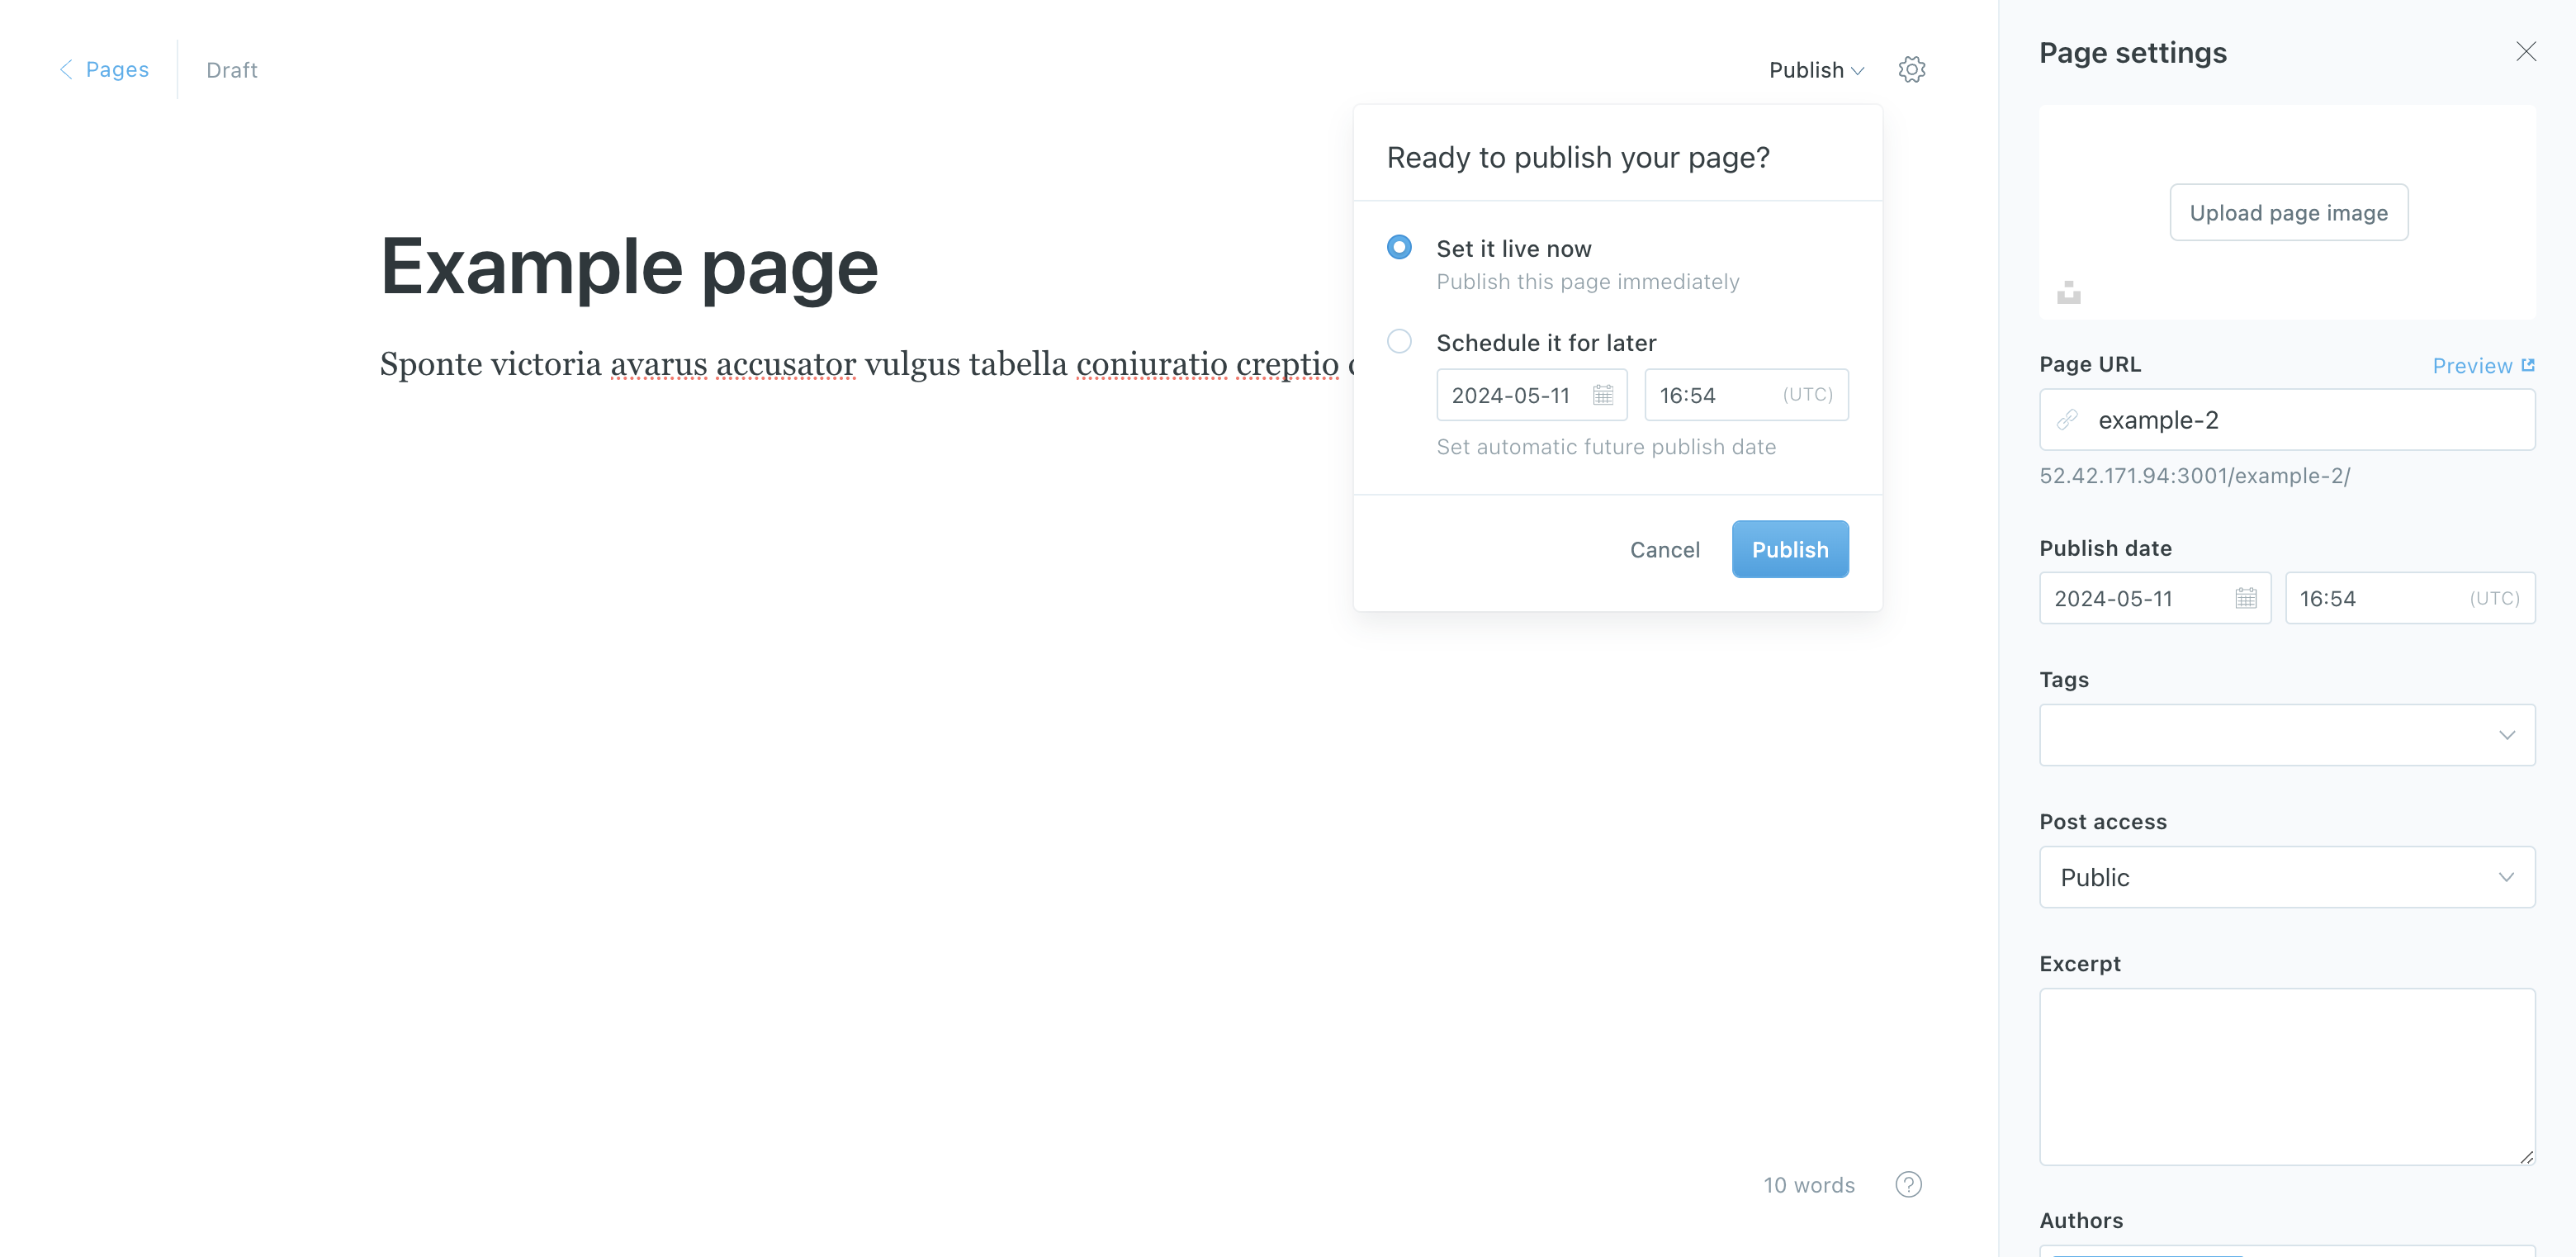 Pages
Draft
Publish
Ready to publish your page?
Set it live now
Publish this page immediately
Schedule it for later
2024-05-11
16:54 (UTC)
Set automatic future publish date
Cancel
Publish
Example page
Sponte victoria avarus accusator vulgus tabella coniuratio creptio
10 words
?
Page settings
Upload page image
Page URL
Preview
example-2
52.42.171.94:3001/example-2/
Publish date
2024-05-11
16:54 (UTC)
Tags
Post access
Public
Excerpt
Authors